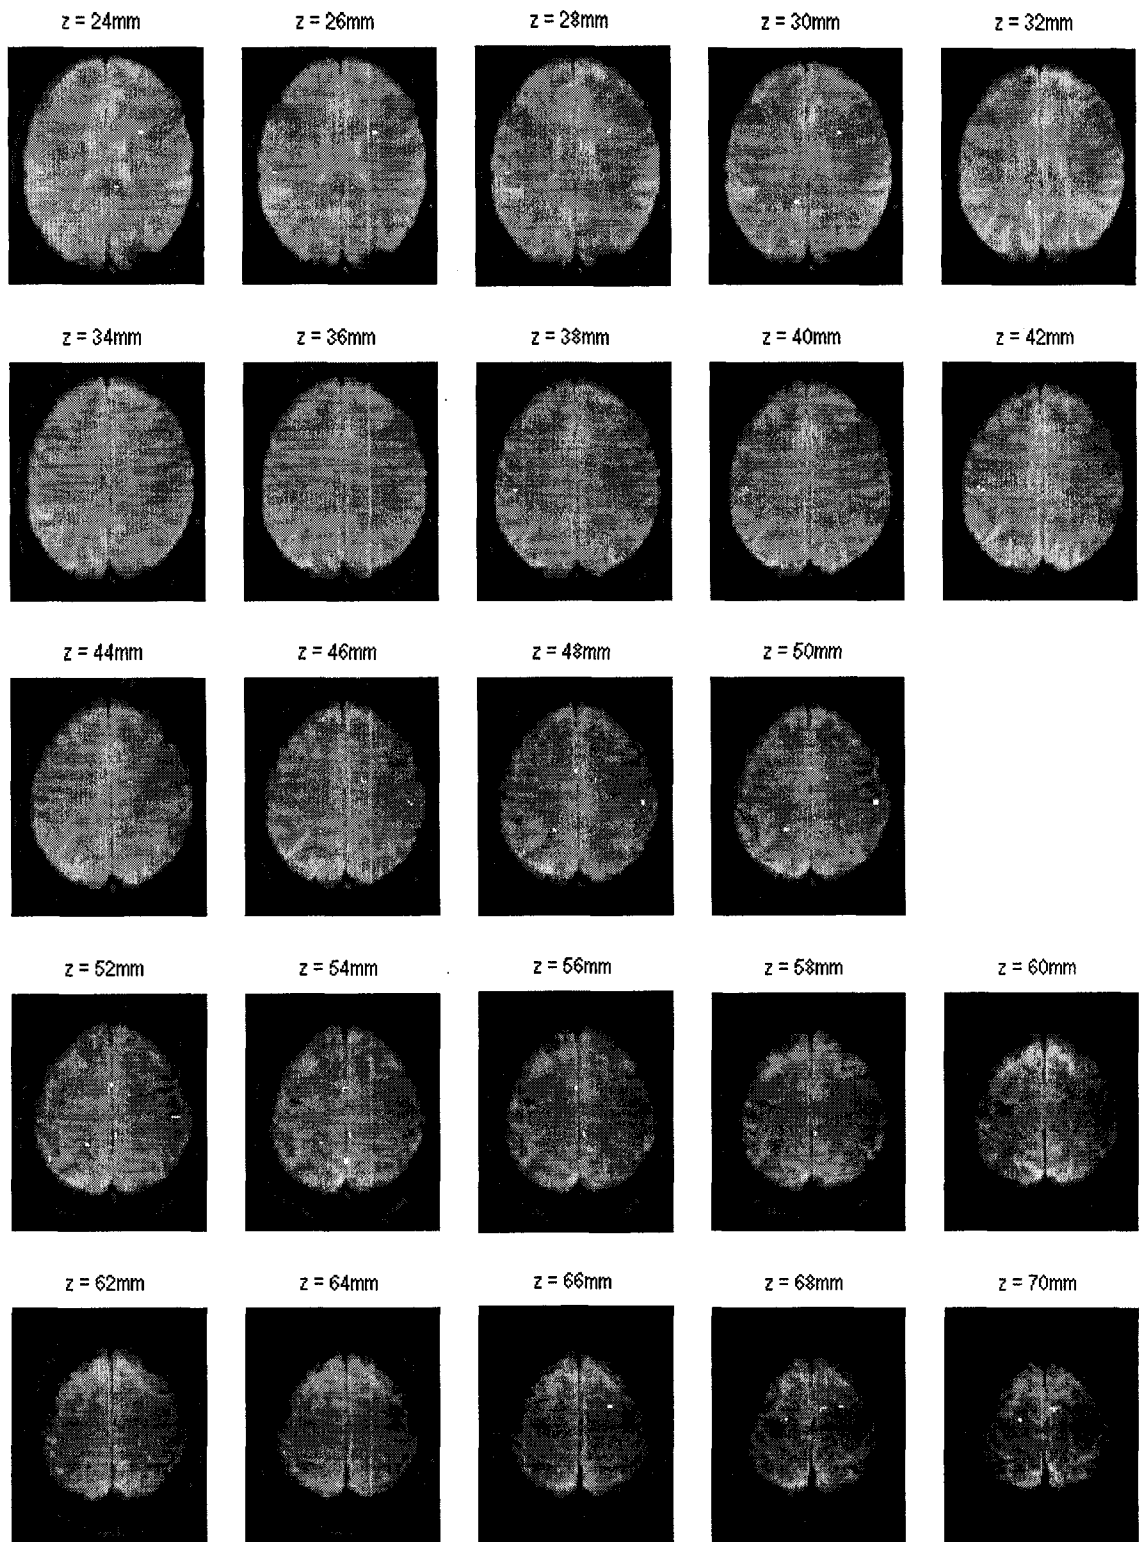 z = 24mm
z = 26mm
z = 28mm
z = 30mm
z = 32mm
z = 34mm
z = 36mm
z = 38mm
z = 40mm
z = 42mm
z = 44mm
z = 46mm
z = 48mm
z = 50mm
z = 52mm
z = 54mm
z = 56mm
z = 58mm
z = 60mm
z = 62mm
z = 64mm
z = 66mm
z = 68mm
z = 70mm